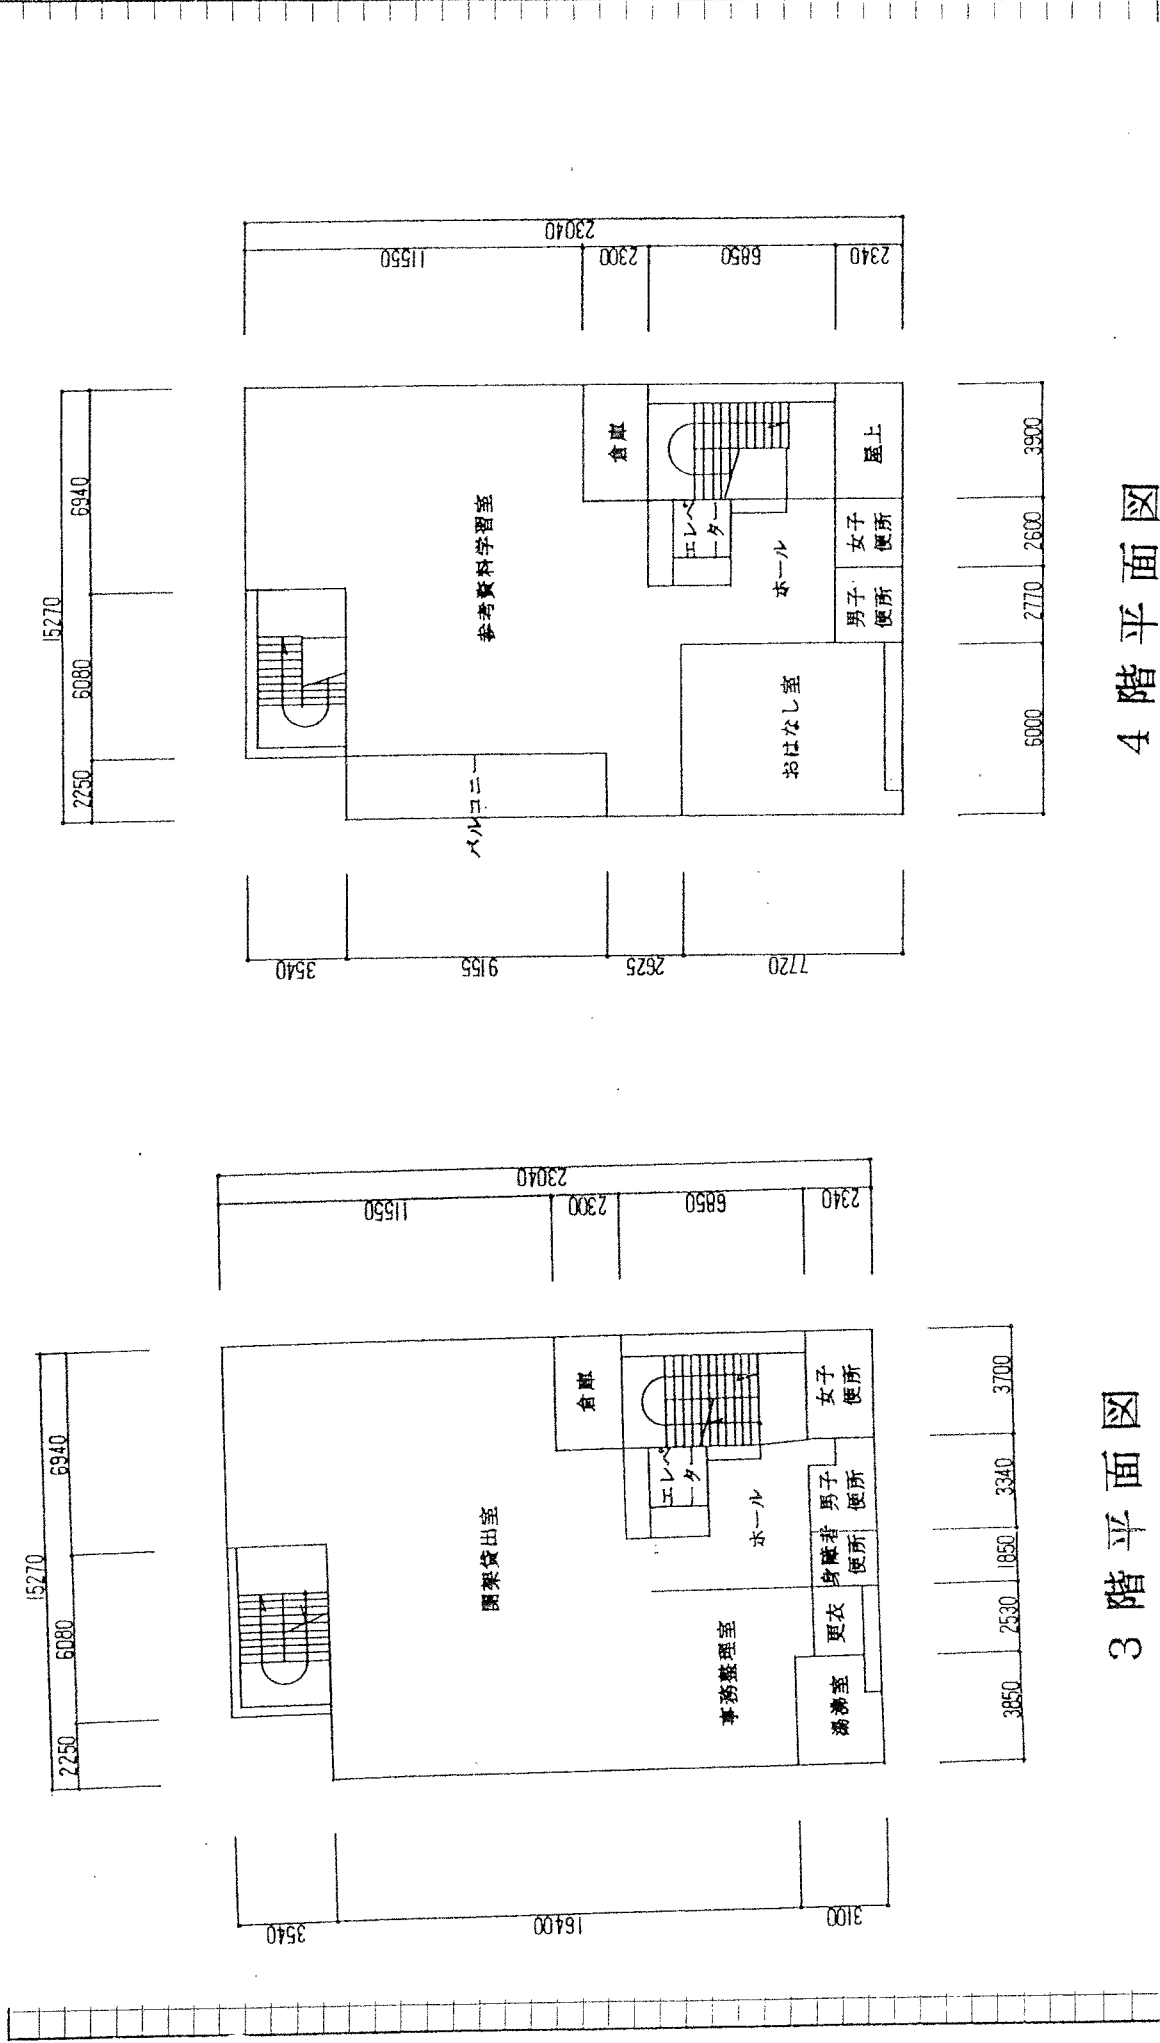 3階平面図
15270
2250
6080
6940
3540
16400
3100
11550
2300
6850
2340
23040
開架貸出室
倉庫
エレベ
ーター
ホール
事務整理室
湯沸室
更衣
身障者
便所
男子
便所
女子
便所
3850
2530
1850
3340
3700
4階平面図
15270
2250
6080
6940
3540
9155
2625
7720
11550
2300
6850
2340
23040
参考資料学習室
バルコニー
倉庫
エレベ
ーター
ホール
おはなし室
男子
便所
女子
便所
屋上
6000
2770
2600
3900